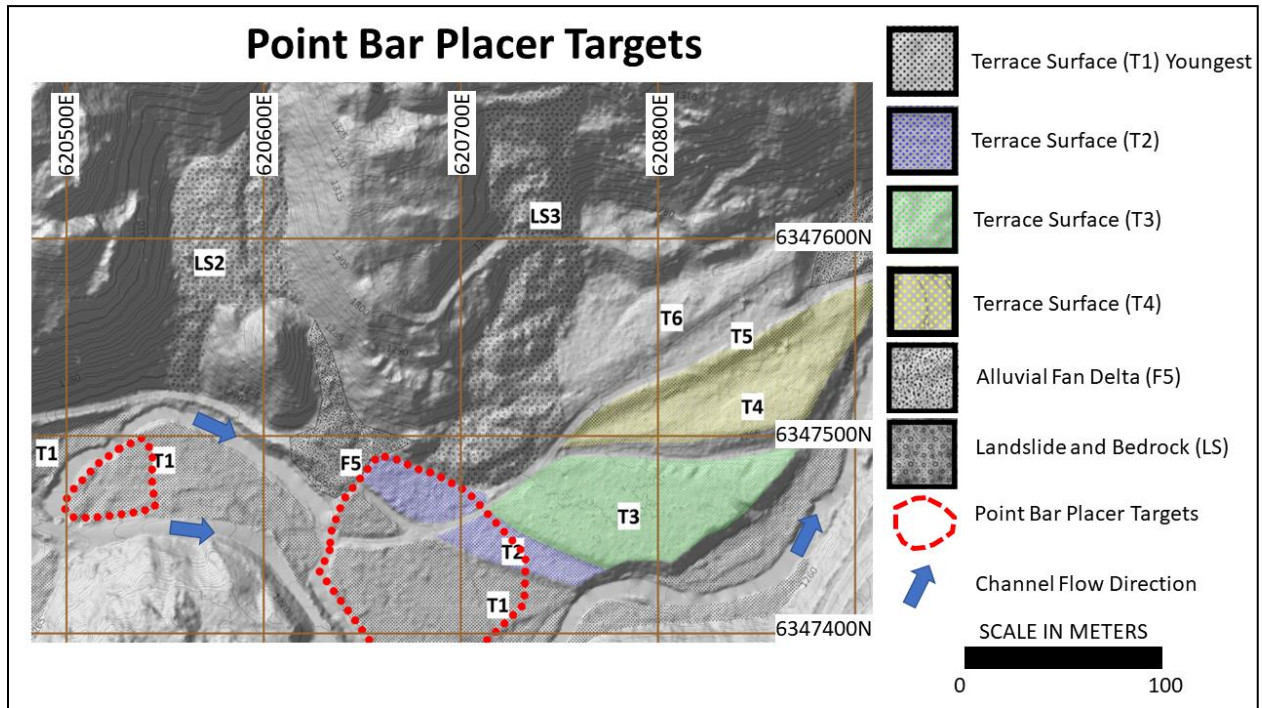 Point Bar Placer Targets
620500E
620600E
620700E
620800E
LS3
6347600N
LS2
T6
T5
T4
6347500N
T1
T1
F5
T3
T2
T1
6347400N
1260
Terrace Surface (T1) Youngest
Terrace Surface (T2)
Terrace Surface (T3)
Terrace Surface (T4)
Alluvial Fan Delta (F5)
Landslide and Bedrock (LS)
Point Bar Placer Targets
Channel Flow Direction
SCALE IN METERS
0 100